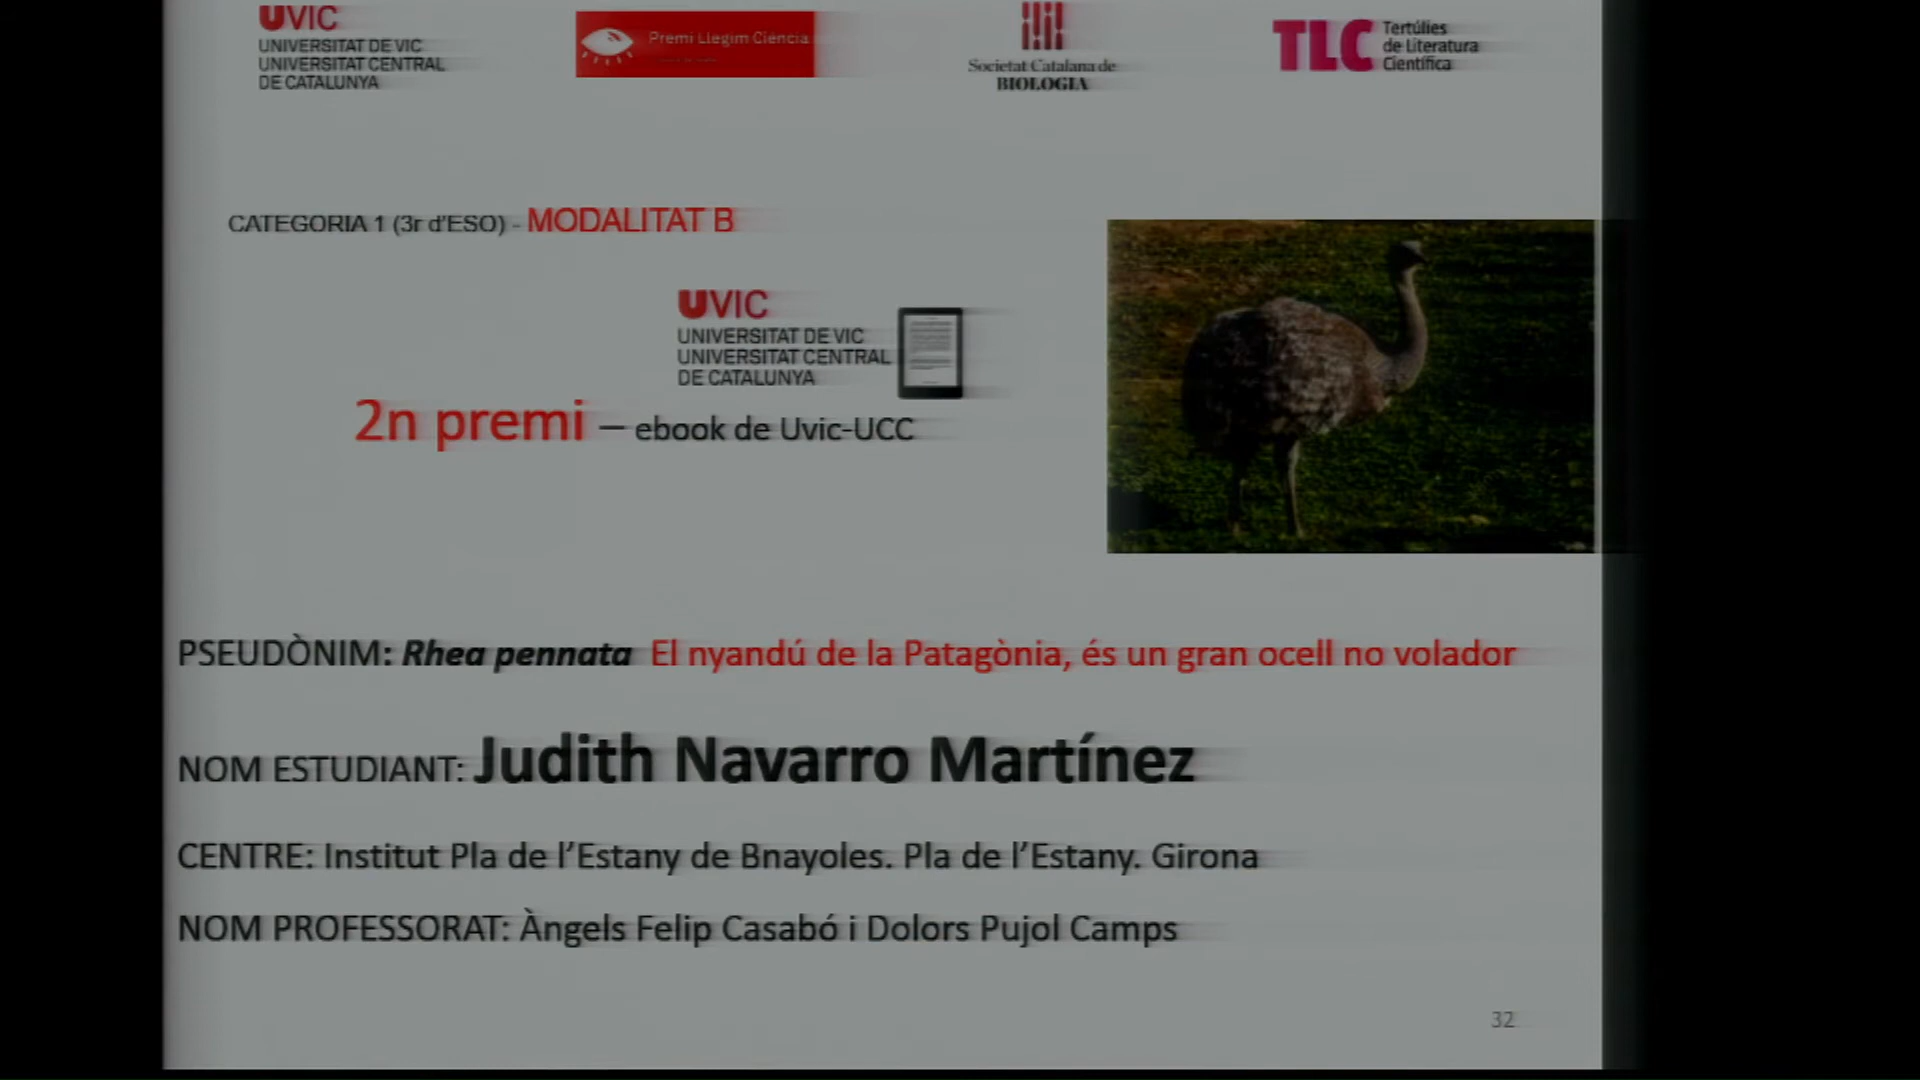 UVIC
UNIVERSITAT DE VIC
UNIVERSITAT CENTRAL
DE CATALUNYA
Premi Llegim Ciència
Societat Catalana de
BIOLOGIA
TLC Tertúlies
de Literatura
Científica
CATEGORIA 1 (3r d'ESO) - MODALITAT B
UVIC
UNIVERSITAT DE VIC
UNIVERSITAT CENTRAL
DE CATALUNYA
2n premi – ebook de Uvic-UCC
PSEUDÒNIM: Rhea pennata El nyandú de la Patagònia, és un gran ocell no volador
NOM ESTUDIANT: Judith Navarro Martínez
CENTRE: Institut Pla de l'Estany de Bnayoles. Pla de l'Estany. Girona
NOM PROFESSORAT: Àngels Felip Casabó i Dolors Pujol Camps
32